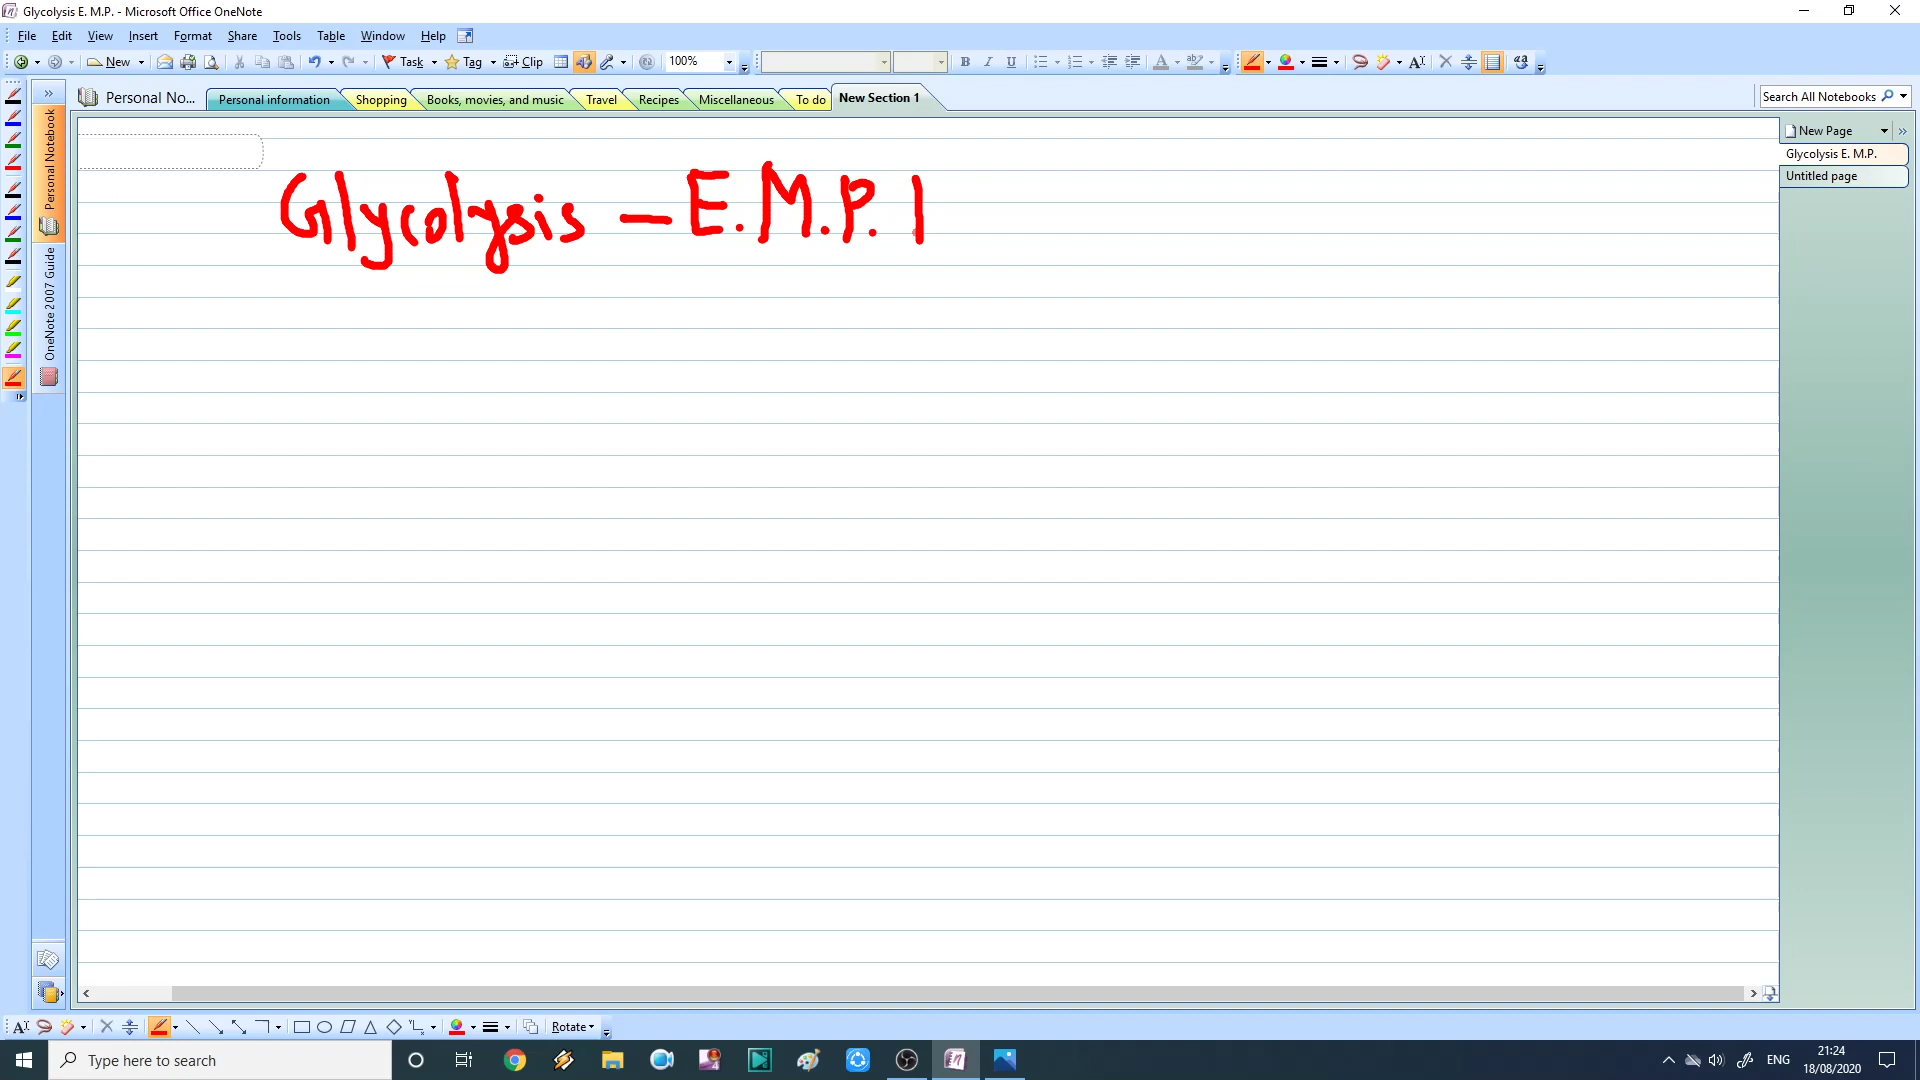 Glycolysis E. M.P. - Microsoft Office OneNote
File Edit View Insert Format Share Tools Table Window Help
New Task Tag Clip 100%
Personal No... Personal information Shopping Books, movies, and music Travel Recipes Miscellaneous To do New Section 1 Search All Notebooks
Personal Notebook
OneNote 2007 Guide
New Page
Glycolysis E. M.P.
Untitled page
Glycolysis - E.M.P. I
Rotate
Type here to search
ENG
21:24
18/08/2020